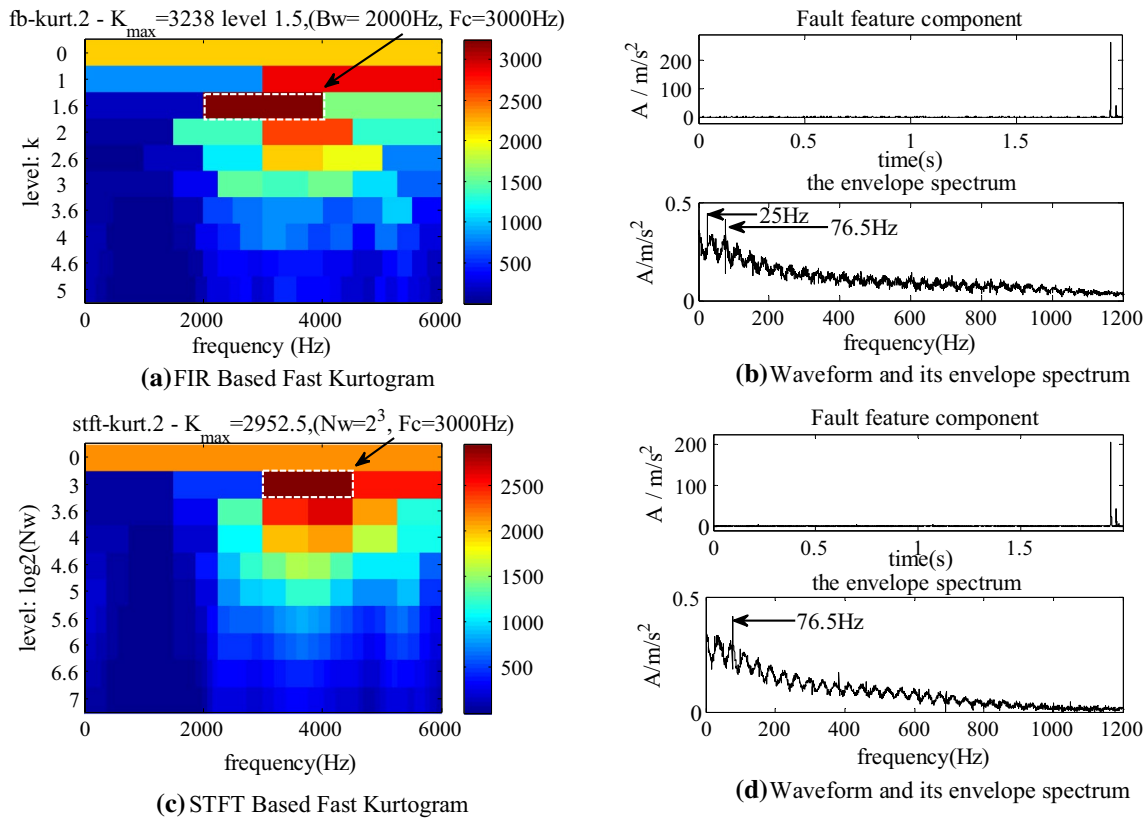 fb-kurt.2 - K max =3238 level 1.5,(Bw= 2000Hz, Fc=3000Hz)
0
1
1.6
2
2.6
3
3.6
4
4.6
5
level: k
0
2000
4000
6000
frequency (Hz)
3000
2500
2000
1500
1000
500
(a) FIR Based Fast Kurtogram
Fault feature component
A / m/s²
200
100
0
0
0.5
1
1.5
time(s)
the envelope spectrum
A/m/s²
0.5
0
25Hz
76.5Hz
0
200
400
600
800
1000
1200
frequency(Hz)
(b) Waveform and its envelope spectrum
stft-kurt.2 - K max =2952.5,(Nw=2³, Fc=3000Hz)
0
3
3.6
4
4.6
5
5.6
6
6.6
7
level: log2(Nw)
0
2000
4000
6000
frequency(Hz)
2500
2000
1500
1000
500
(c) STFT Based Fast Kurtogram
Fault feature component
A / m/s²
200
100
0
0
0.5
1
1.5
time(s)
the envelope spectrum
A/m/s²
0.5
0
76.5Hz
0
200
400
600
800
1000
1200
frequency(Hz)
(d) Waveform and its envelope spectrum